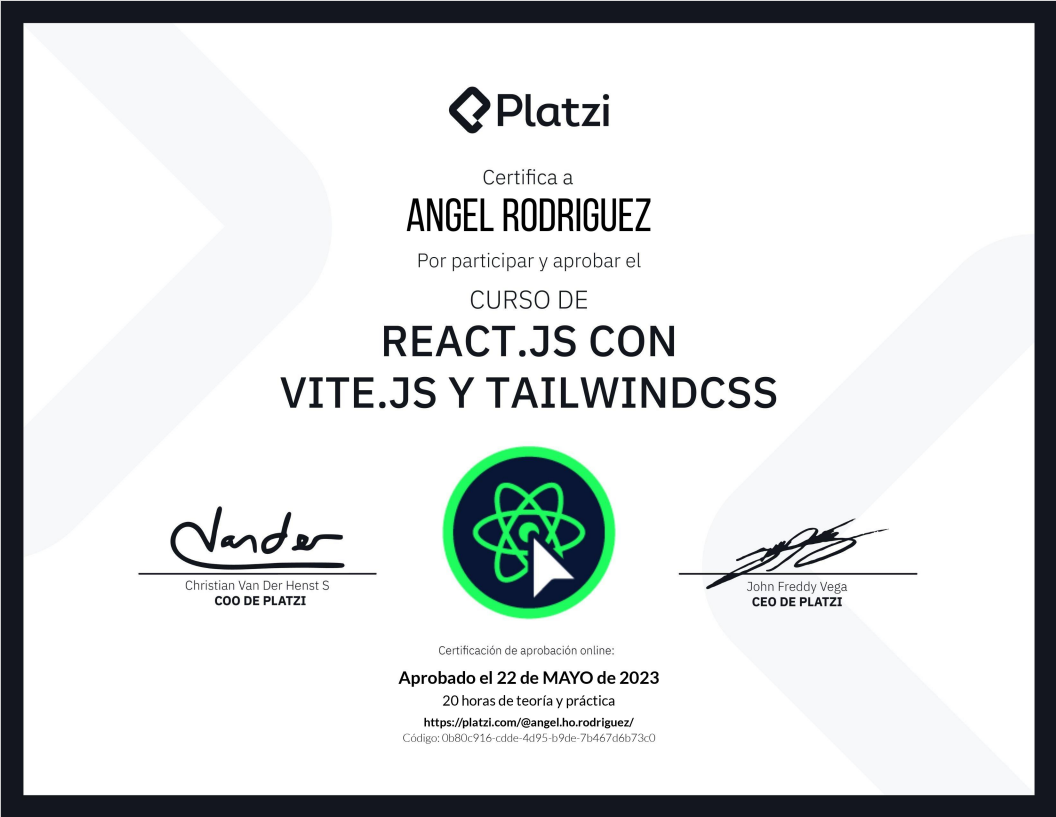 Platzi
Certifica a
ANGEL RODRIGUEZ
Por participar y aprobar el
CURSO DE
REACT.JS CON
VITE.JS Y TAILWINDCSS
Vander
Christian Van Der Henst S
COO DE PLATZI
John Freddy Vega
CEO DE PLATZI
Certificación de aprobación online:
Aprobado el 22 de MAYO de 2023
20 horas de teoría y práctica
https://platzi.com/@angel.ho.rodriguez/
Código: 0b80c916-cdde-4d95-b9de-7b467d6b73c0